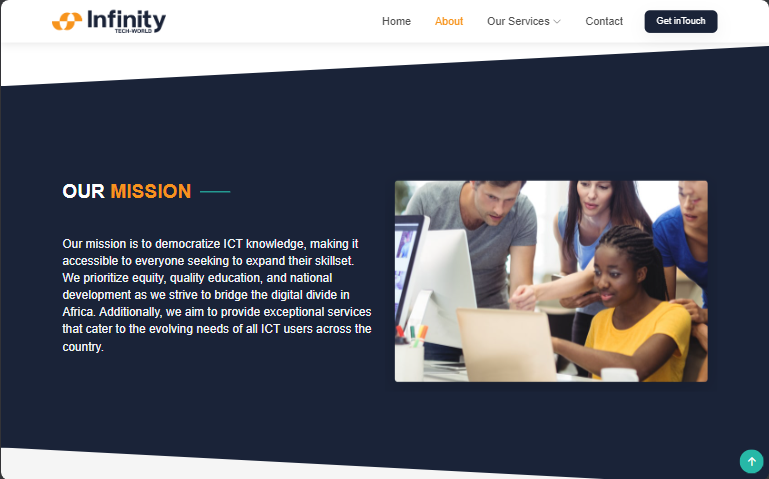 Infinity
TECH-WORLD
Home
About
Our Services
Contact
Get inTouch
OUR MISSION
Our mission is to democratize ICT knowledge, making it
accessible to everyone seeking to expand their skillset.
We prioritize equity, quality education, and national
development as we strive to bridge the digital divide in
Africa. Additionally, we aim to provide exceptional services
that cater to the evolving needs of all ICT users across the
country.